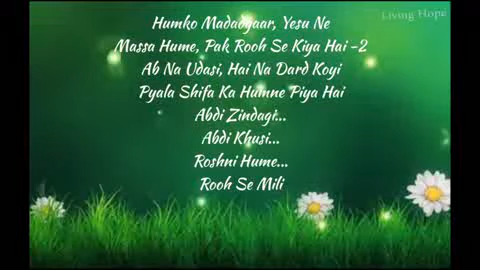 Living Hope
Humko Madadgaar, Yesu Ne
Massa Hume, Pak Rooh Se Kiya Hai -2
Ab Na Udasi, Hai Na Dard Koyi
Pyala Shifa Ka Humne Piya Hai
Abdi Zindagi...
Abdi Khusi...
Roshni Hume...
Rooh Se Mili